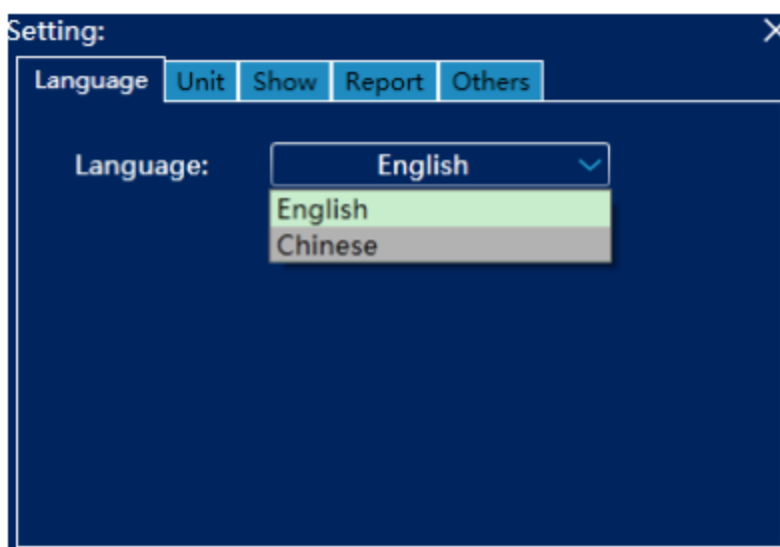 Setting:
Language Unit Show Report Others
Language: English
English
Chinese